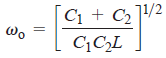 ω₀ = [ (C₁ + C₂) / (C₁C₂L) ]^1/2